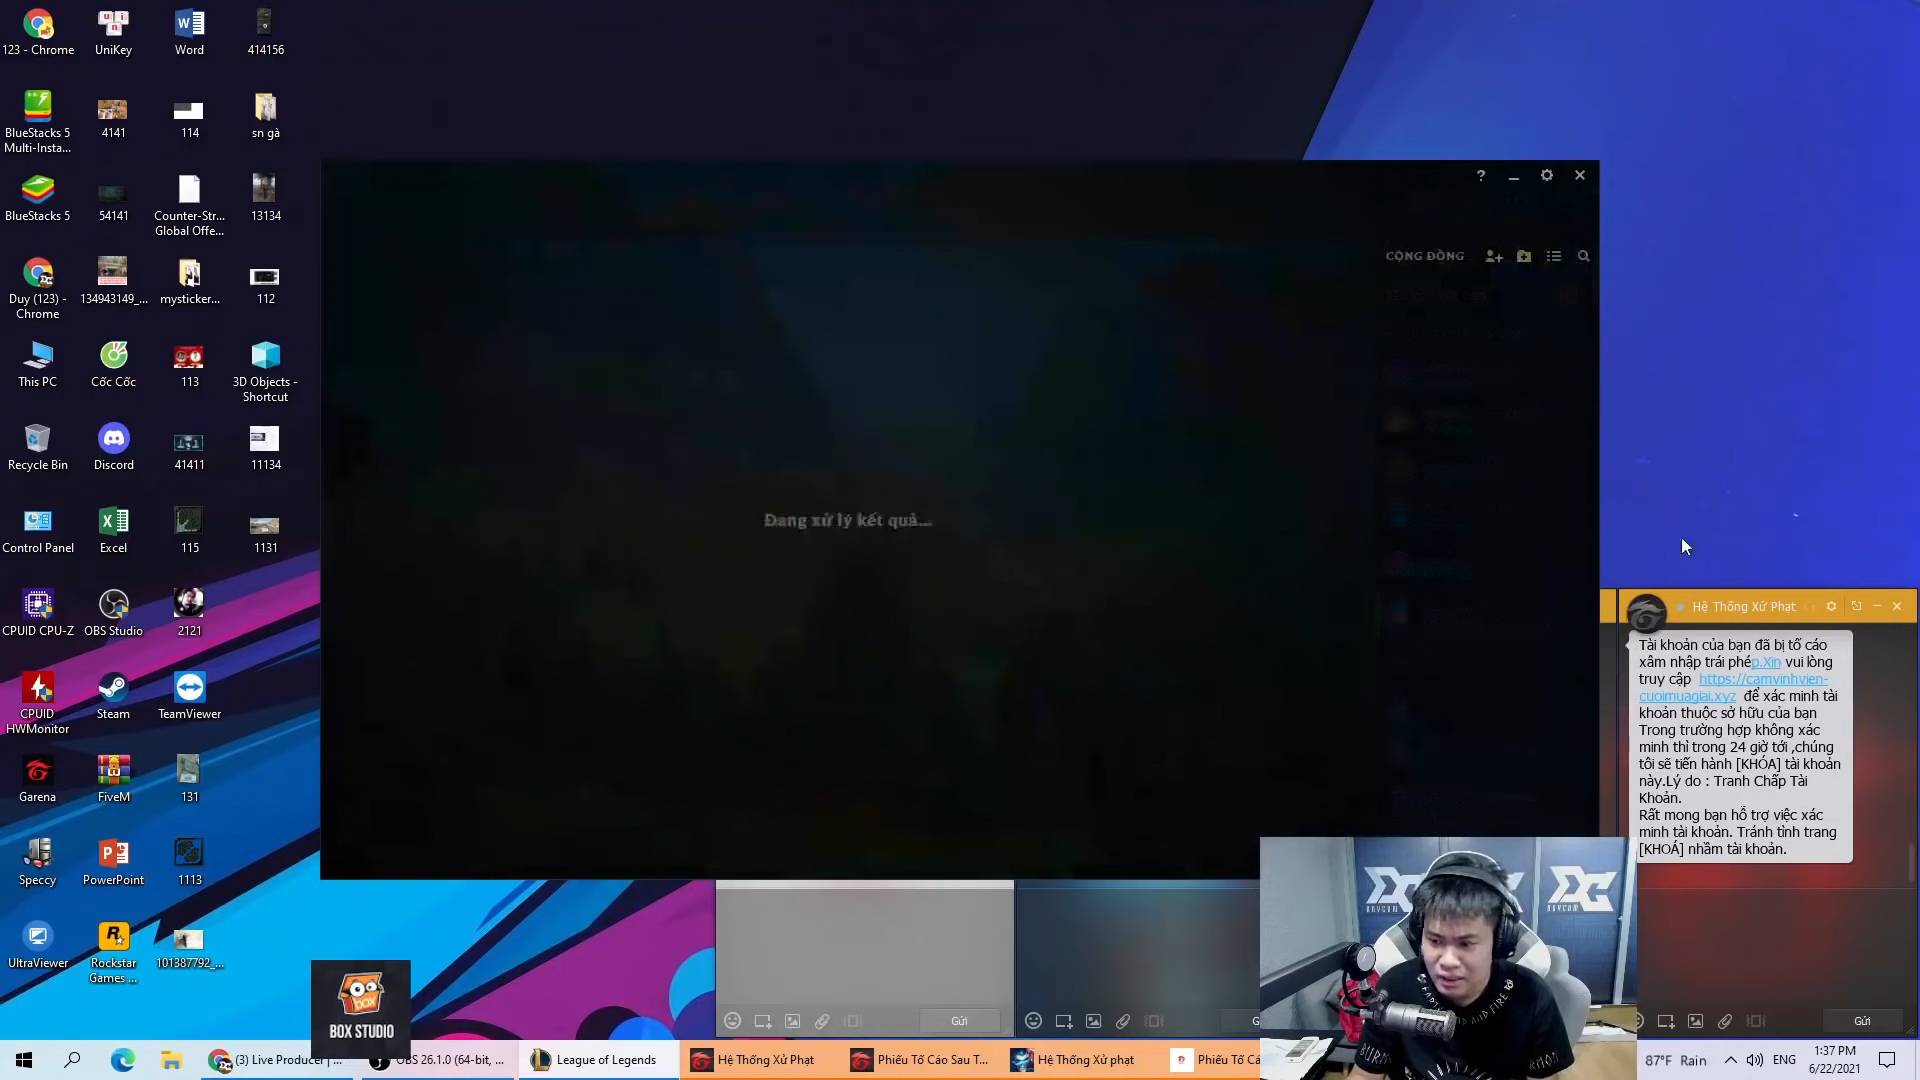 123 - Chrome
UniKey
Word
414156
BlueStacks 5
Multi-Insta...
4141
114
sn gà
BlueStacks 5
54141
Counter-Str...
Global Offe...
13134
Duy (123) -
Chrome
134943149_...
mysticker...
112
This PC
Cốc Cốc
113
3D Objects -
Shortcut
Recycle Bin
Discord
41411
11134
Control Panel
Excel
115
1131
CPUID CPU-Z
OBS Studio
2121
CPUID
HWMonitor
Steam
TeamViewer
Garena
FiveM
131
Speccy
PowerPoint
1113
UltraViewer
Rockstar
Games ...
101387792_...
BOX STUDIO
CỘNG ĐỒNG
Đang xử lý kết quả...
Hệ Thống Xử Phạt
Tài khoản của bạn đã bị tố cáo
xâm nhập trái phép.Xin vui lòng
truy cập https://camvinhvien-
cuoimuagiai.xyz để xác minh tài
khoản thuộc sở hữu của bạn
Trong trường hợp không xác
minh thì trong 24 giờ tới ,chúng
tôi sẽ tiến hành [KHÓA] tài khoản
này.Lý do : Tranh Chấp Tài
Khoản.
Rất mong bạn hỗ trợ việc xác
minh tài khoản. Tránh tình trang
[KHOÁ] nhầm tài khoản.
Gửi
Gửi
(3) Live Producer | ...
OBS 26.1.0 (64-bit, ...
League of Legends
Hệ Thống Xử Phạt
Phiếu Tố Cáo Sau T...
Hệ Thống Xử phạt
Phiếu Tố Cá
87°F Rain
ENG
1:37 PM
6/22/2021